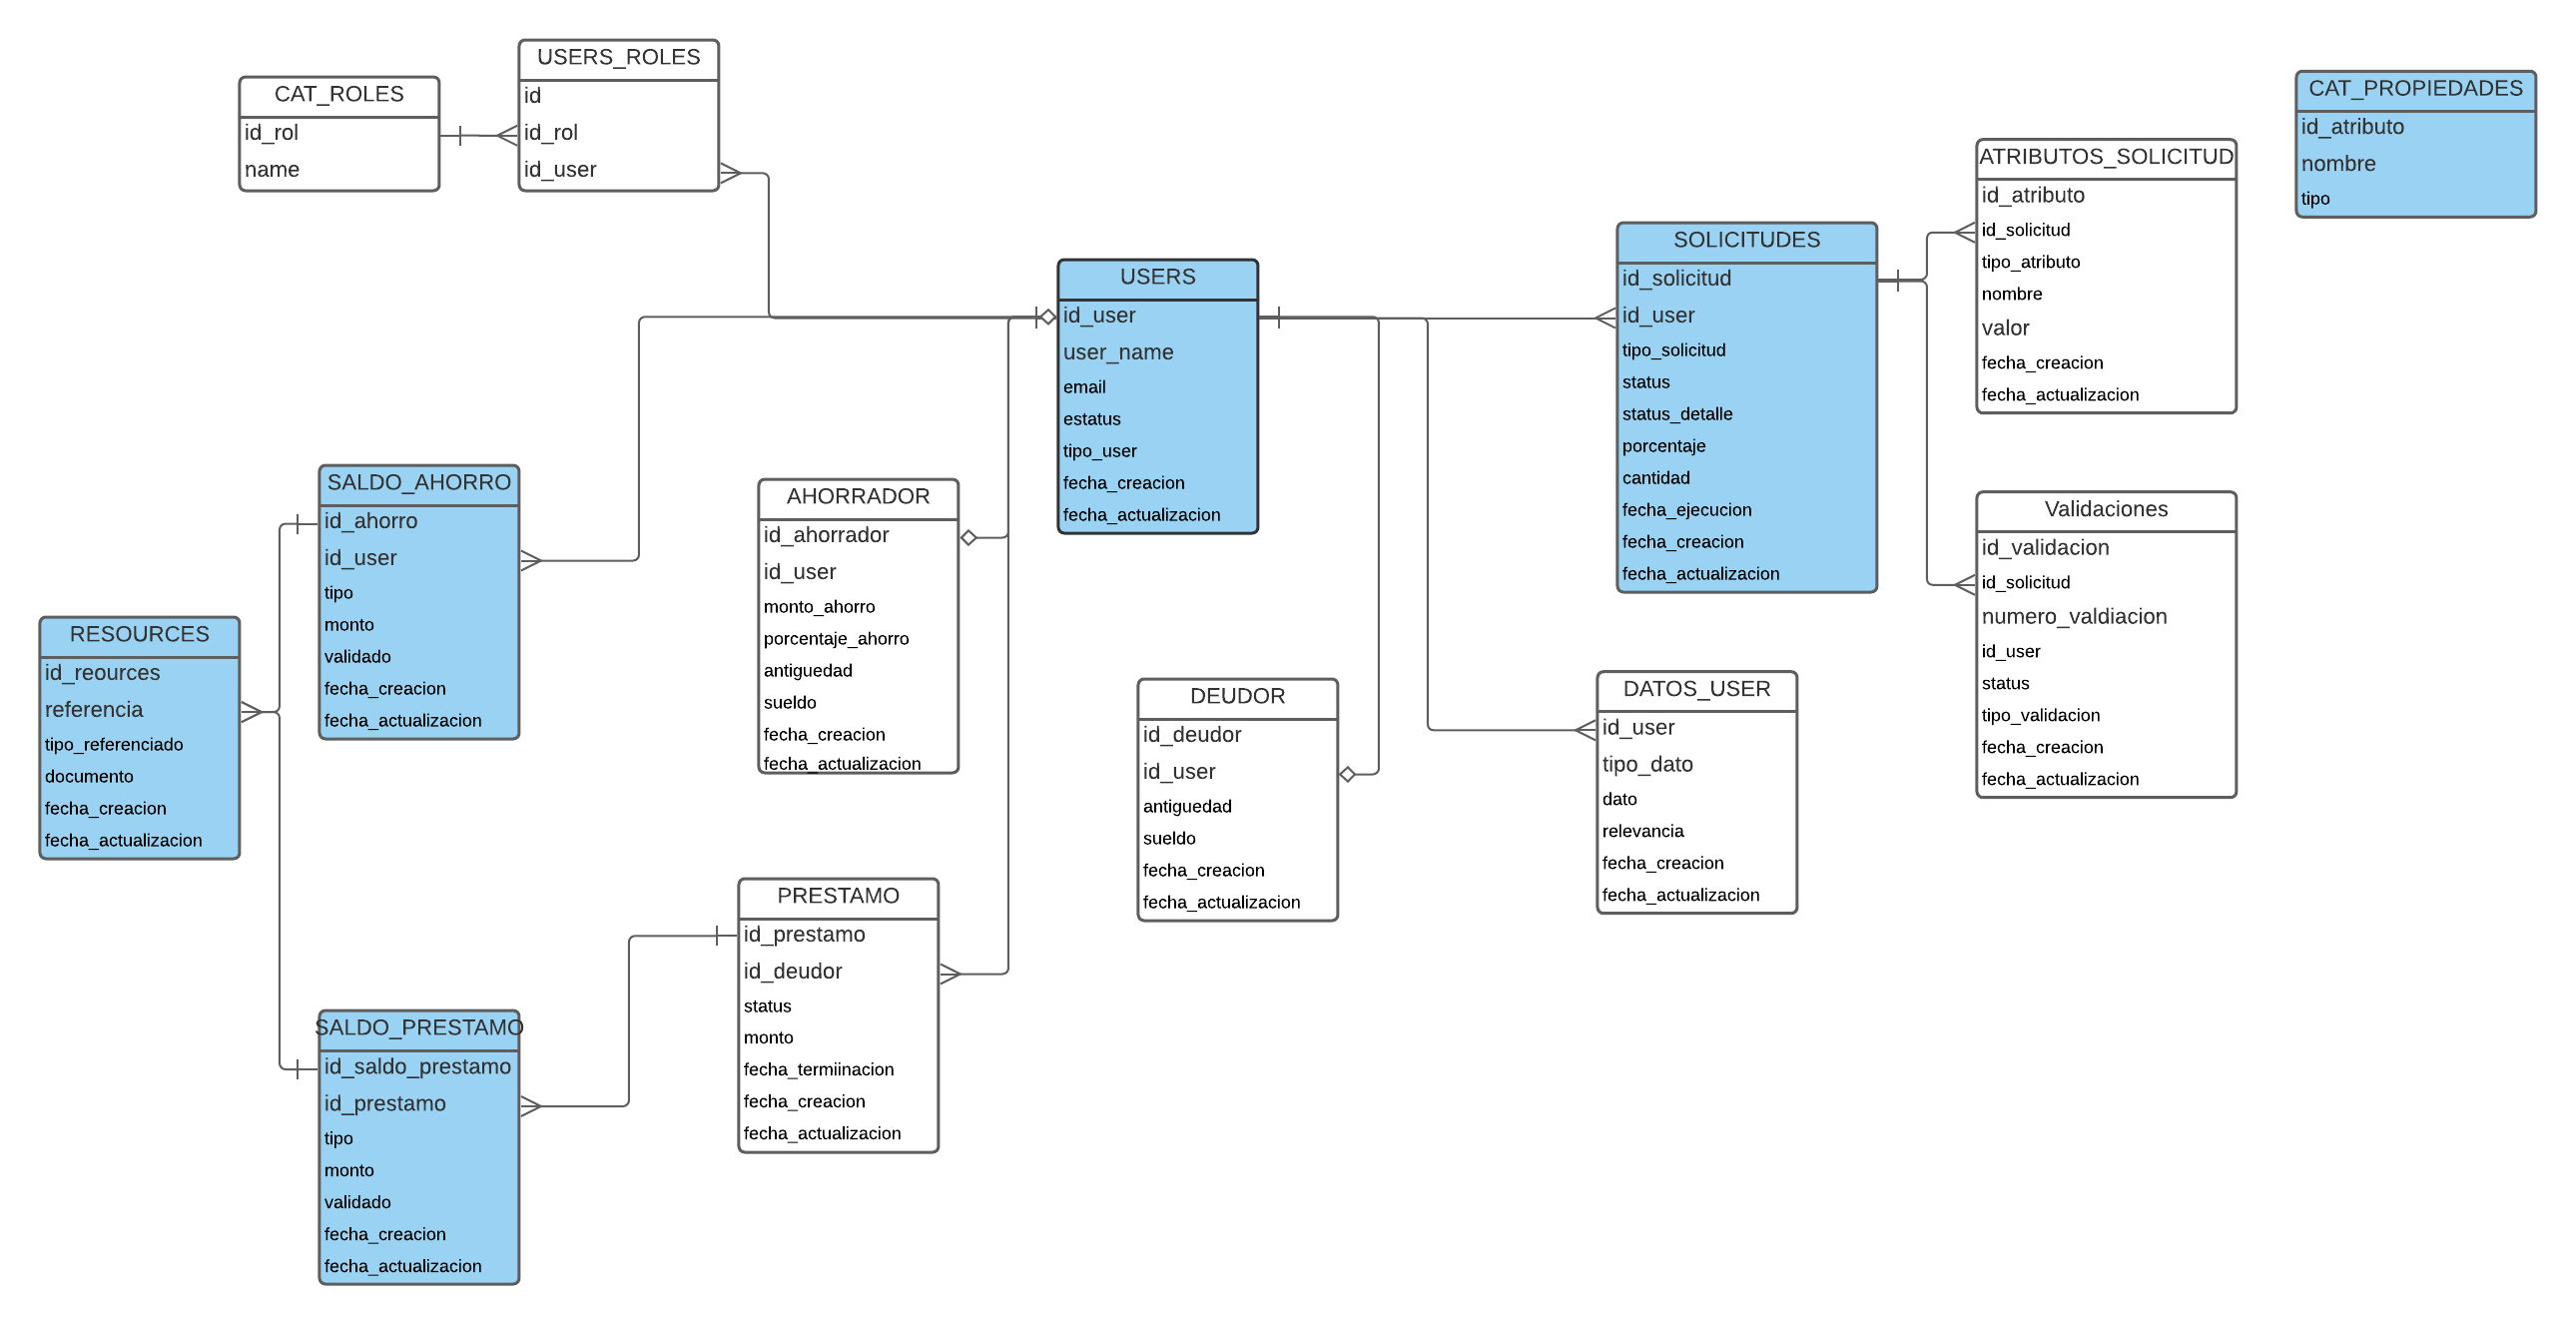 USERS_ROLES
id
id_rol
id_user
CAT_ROLES
id_rol
name
CAT_PROPIEDADES
id_atributo
nombre
tipo
ATRIBUTOS_SOLICITUD
id_atributo
id_solicitud
tipo_atributo
nombre
valor
fecha_creacion
fecha_actualizacion
SOLICITUDES
id_solicitud
id_user
tipo_solicitud
status
status_detalle
porcentaje
cantidad
fecha_ejecucion
fecha_creacion
fecha_actualizacion
USERS
id_user
user_name
email
estatus
tipo_user
fecha_creacion
fecha_actualizacion
SALDO_AHORRO
id_ahorro
id_user
tipo
monto
validado
fecha_creacion
fecha_actualizacion
AHORRADOR
id_ahorrador
id_user
monto_ahorro
porcentaje_ahorro
antiguedad
sueldo
fecha_creacion
fecha_actualizacion
Validaciones
id_validacion
id_solicitud
numero_valdiacion
id_user
status
tipo_validacion
fecha_creacion
fecha_actualizacion
RESOURCES
id_reources
referencia
tipo_referenciado
documento
fecha_creacion
fecha_actualizacion
DEUDOR
id_deudor
id_user
antiguedad
sueldo
fecha_creacion
fecha_actualizacion
DATOS_USER
id_user
tipo_dato
dato
relevancia
fecha_creacion
fecha_actualizacion
PRESTAMO
id_prestamo
id_deudor
status
monto
fecha_termiinacion
fecha_creacion
fecha_actualizacion
SALDO_PRESTAMO
id_saldo_prestamo
id_prestamo
tipo
monto
validado
fecha_creacion
fecha_actualizacion